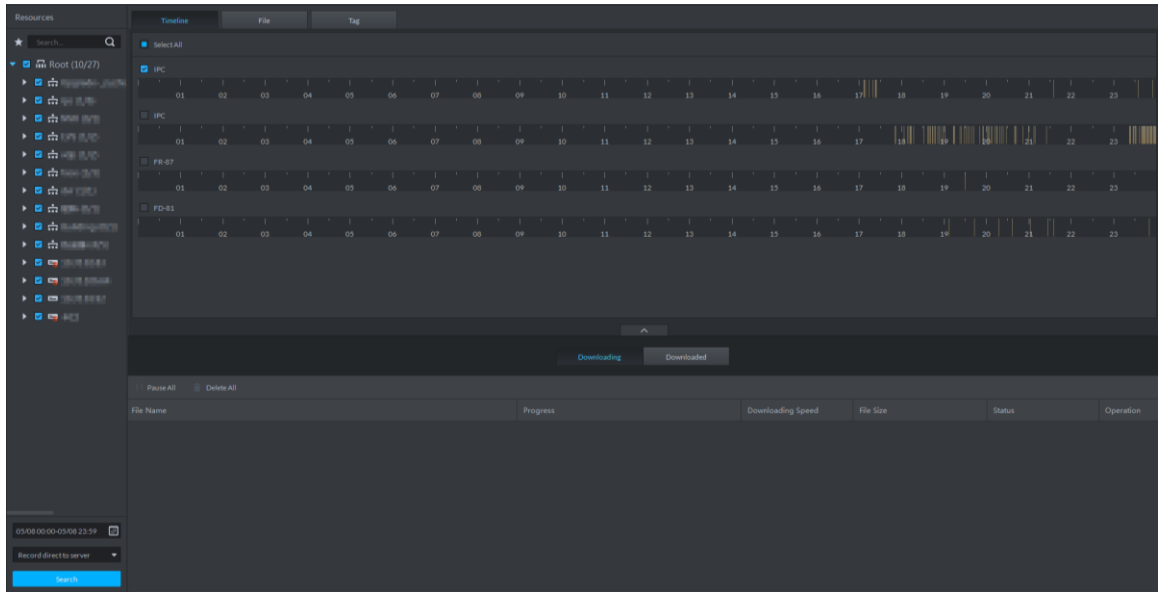 Resources
Search...
Root (10/27)
05/08 00:00-05/08 23:59
Record direct to server
Search
Timeline File Tag
Select All
IPC
01 02 03 04 05 06 07 08 09 10 11 12 13 14 15 16 17 18 19 20 21 22 23
IPC
01 02 03 04 05 06 07 08 09 10 11 12 13 14 15 16 17 18 19 20 21 22 23
FR-87
01 02 03 04 05 06 07 08 09 10 11 12 13 14 15 16 17 18 19 20 21 22 23
FD-81
01 02 03 04 05 06 07 08 09 10 11 12 13 14 15 16 17 18 19 20 21 22 23
Downloading Downloaded
Pause All Delete All
File Name Progress Downloading Speed File Size Status Operation